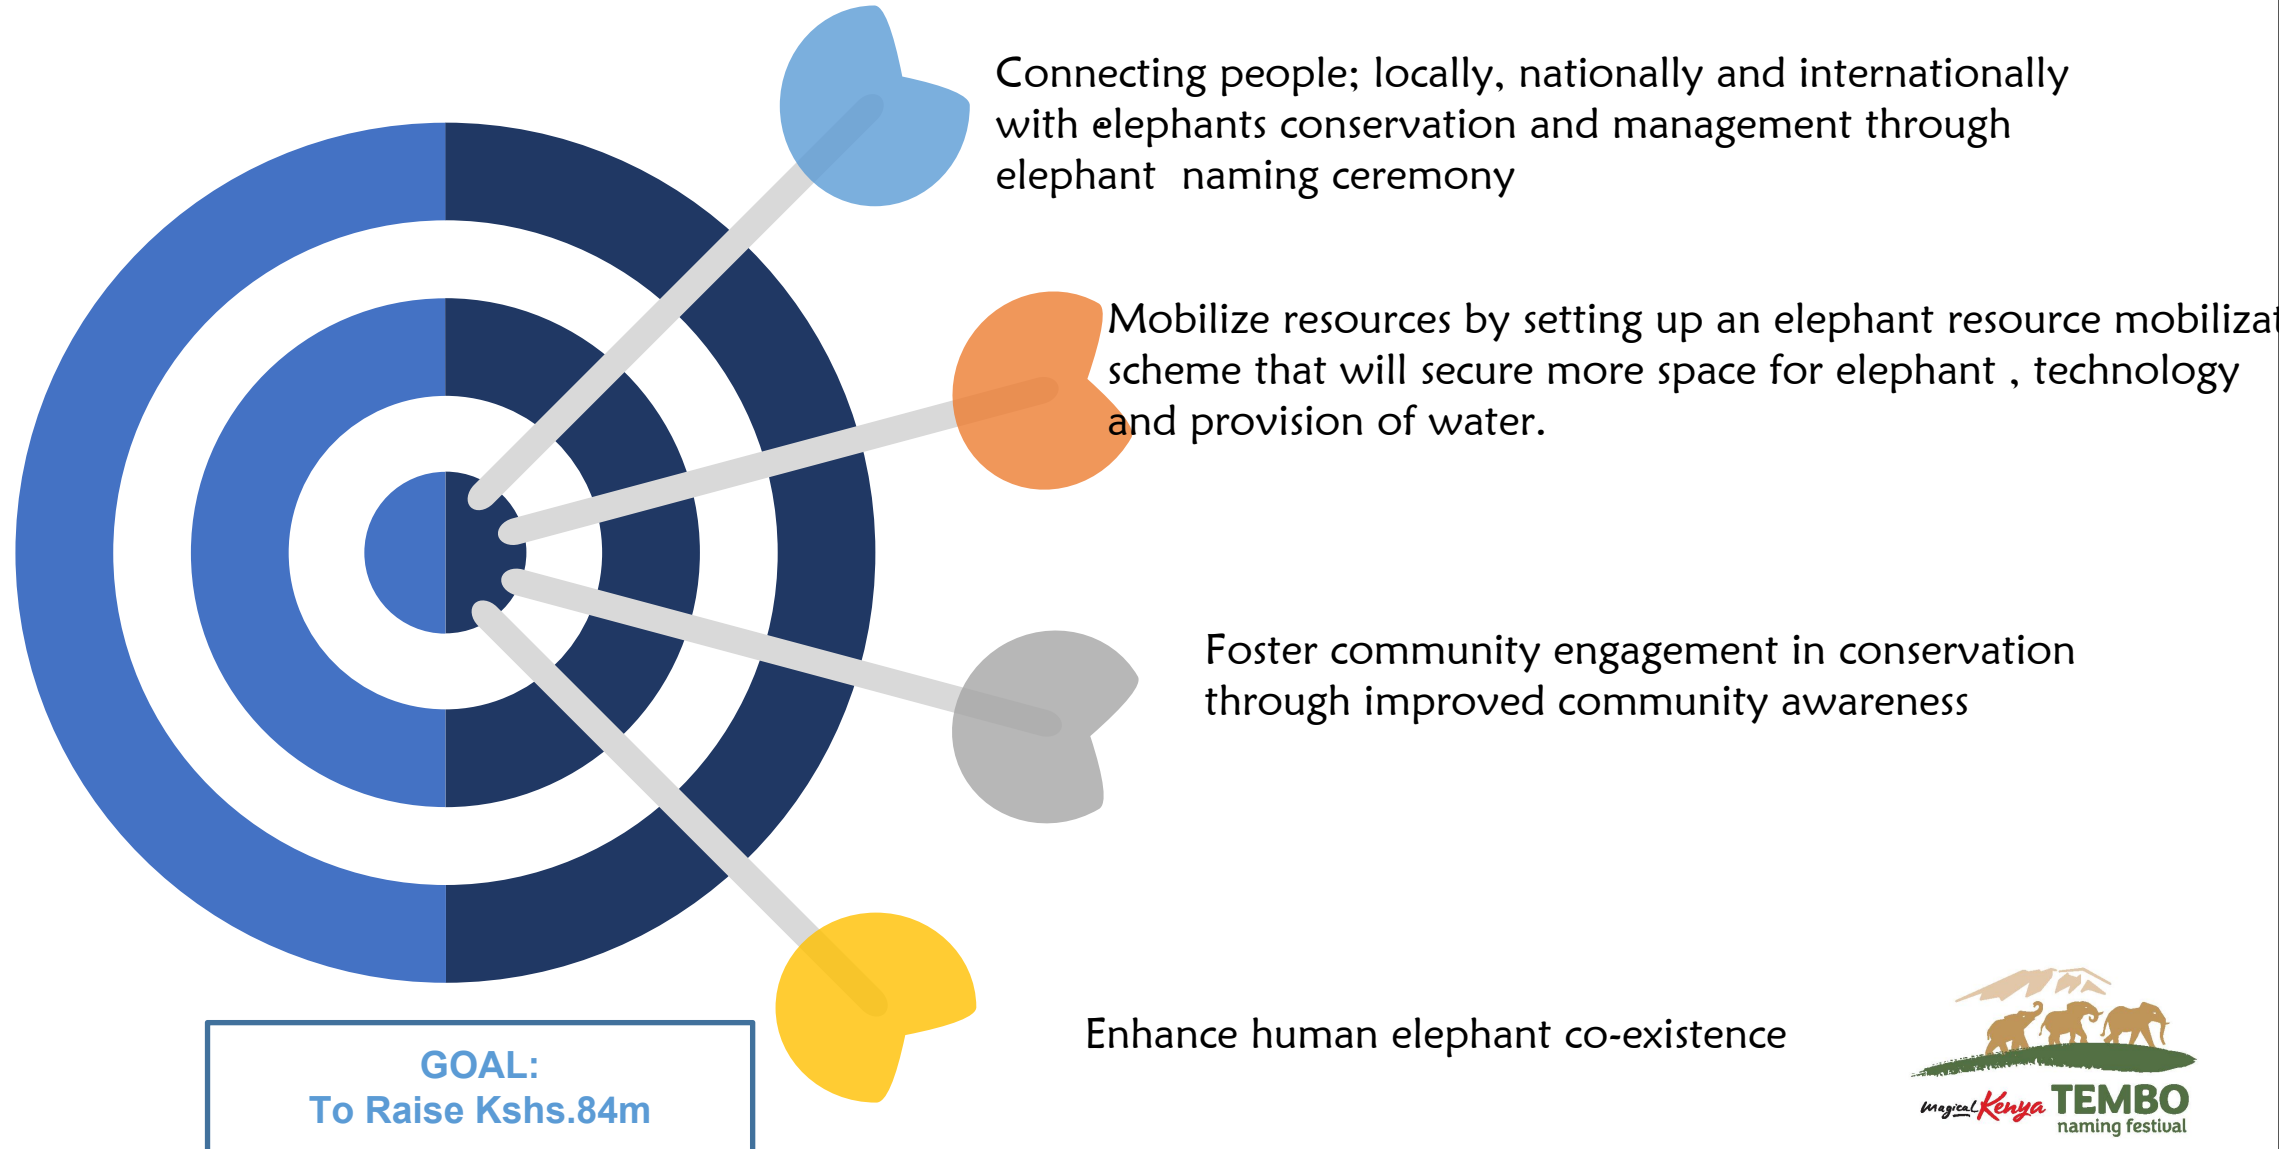 Connecting people; locally, nationally and internationally
with elephants conservation and management through
elephant naming ceremony
Mobilize resources by setting up an elephant resource
scheme that will secure more space for elephant , technology
and provision of water.
Foster community engagement in conservation
through improved community awareness
Enhance human elephant co-existence
GOAL:
To Raise Kshs.84m
magical Kenya TEMBO
naming festival